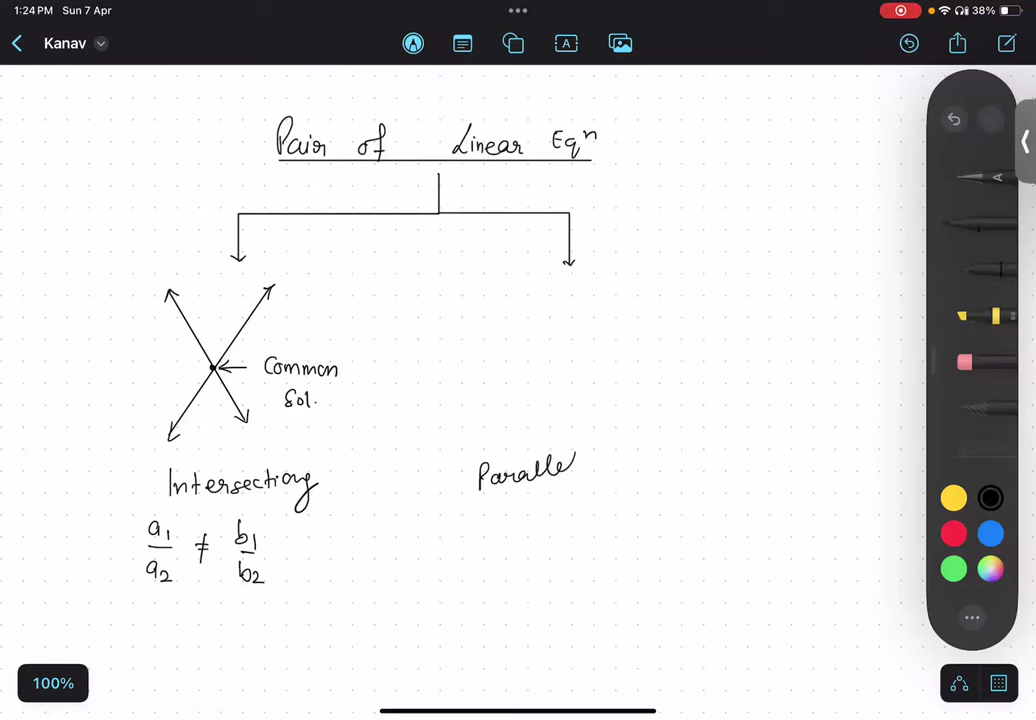 1:24 PM Sun 7 Apr
38%
Kanav
Pair of Linear Eqⁿ
Common
Sol.
Intersecting
Paralle
a₁/a₂ ≠ b₁/b₂
100%